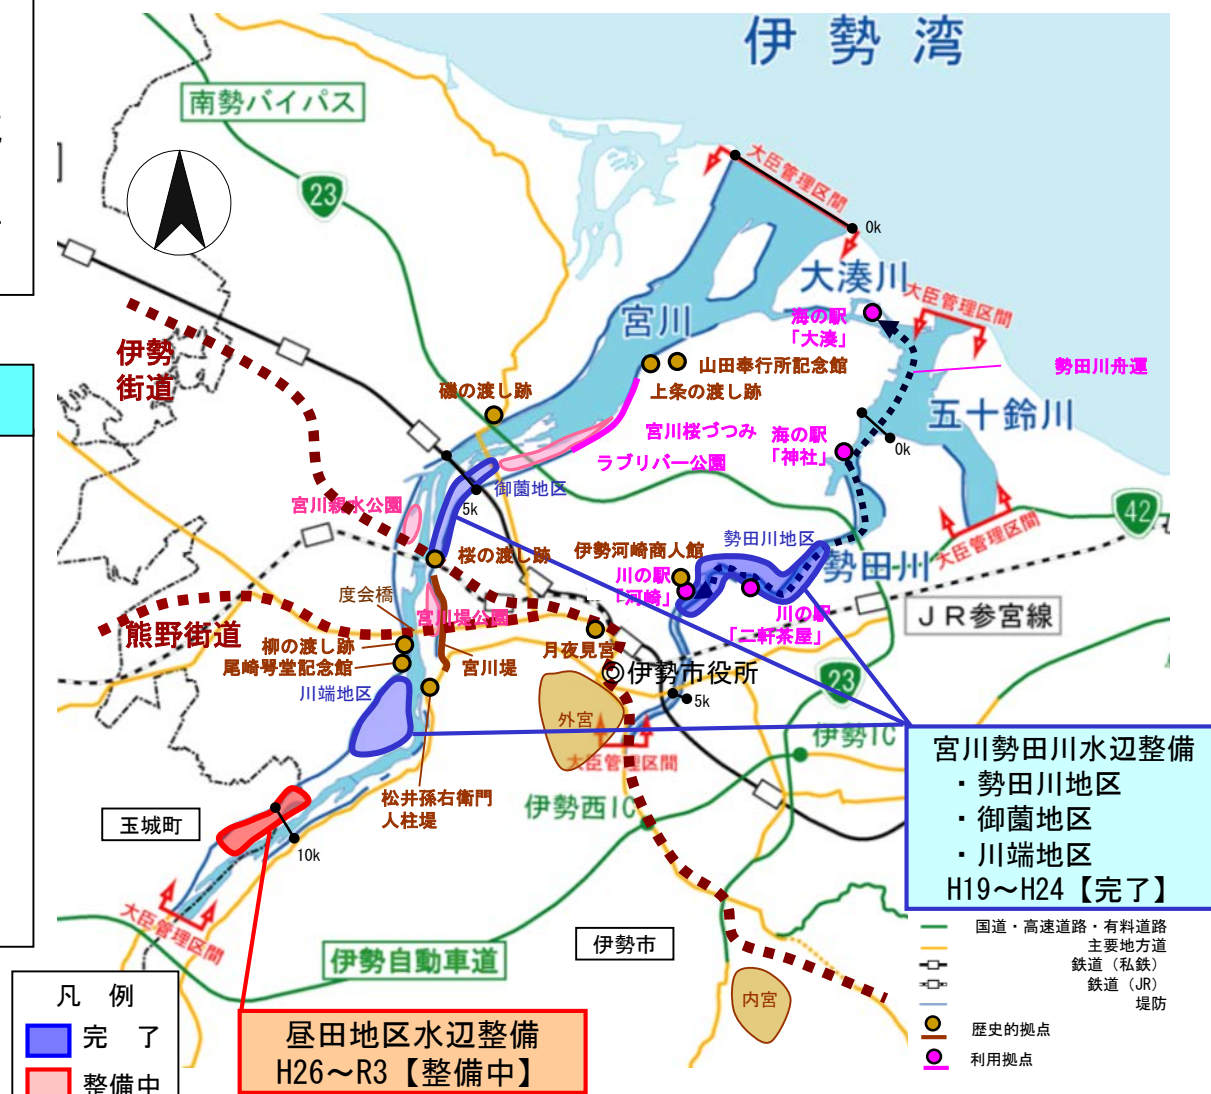 伊勢湾
南勢バイパス
23
大臣管理区間
0k
大湊川
大臣管理区間
宮川
海の駅
「大湊」
伊勢
街道
山田奉行所記念館
勢田川舟運
磯の渡し跡
上条の渡し跡
五十鈴川
宮川桜づつみ
海の駅
「神社」
0k
ラブリバー公園
御薗地区
宮川親水公園
5k
42
大臣管理区間
勢田川地区
伊勢河崎商人館
桜の渡し跡
川の駅
「河崎」
勢田川
度会橋
宮川堤公園
川の駅
「二軒茶屋」
JR参宮線
熊野街道
柳の渡し跡
月夜見宮
尾崎咢堂記念館
宮川堤
◎伊勢市役所
23
川端地区
5k
外宮
伊勢IC
大臣管理区間
宮川勢田川水辺整備
・勢田川地区
・御薗地区
・川端地区
H19～H24【完了】
松井孫右衛門
人柱堤
伊勢西IC
玉城町
10k
大臣管理区間
伊勢市
伊勢自動車道
内宮
国道・高速道路・有料道路
主要地方道
鉄道（私鉄）
鉄道（JR）
堤防
歴史的拠点
利用拠点
凡例
完了
整備中
昼田地区水辺整備
H26～R3【整備中】